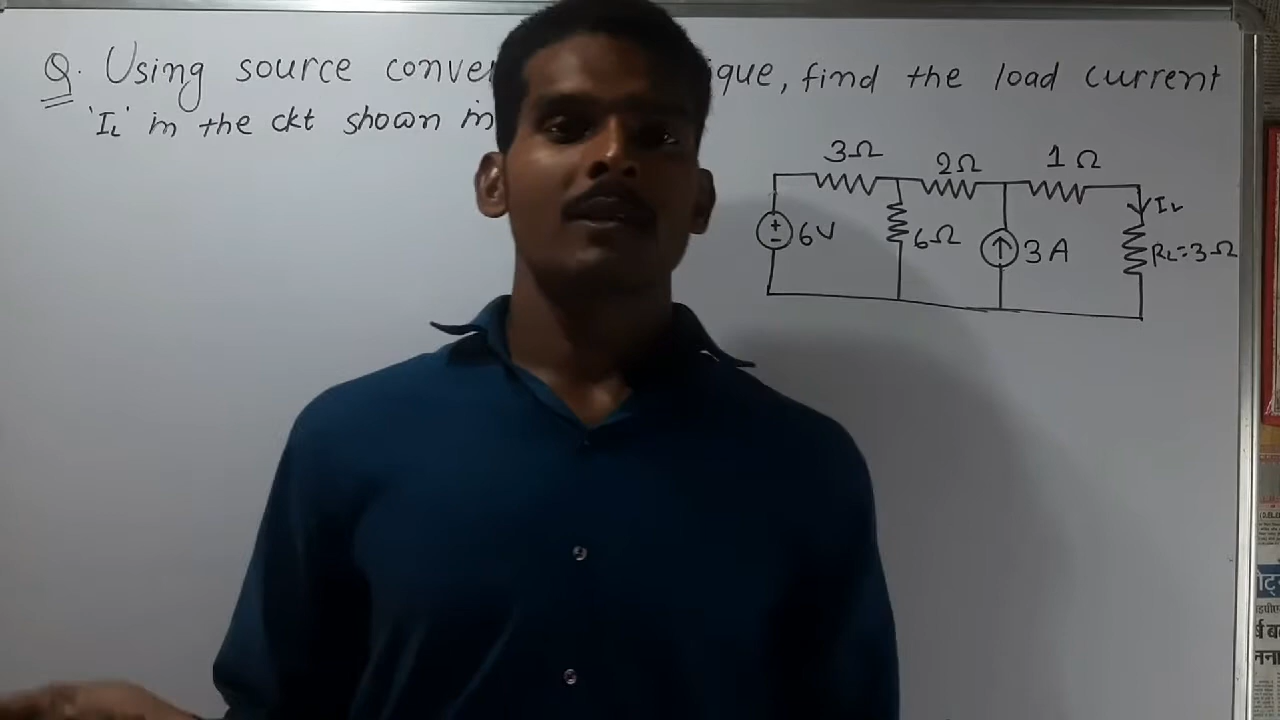 Q. Using source conver ique, find the load current
'IL' in the ckt shown in
3Ω 2Ω 1Ω
IL
6V 6Ω 3A RL=3Ω